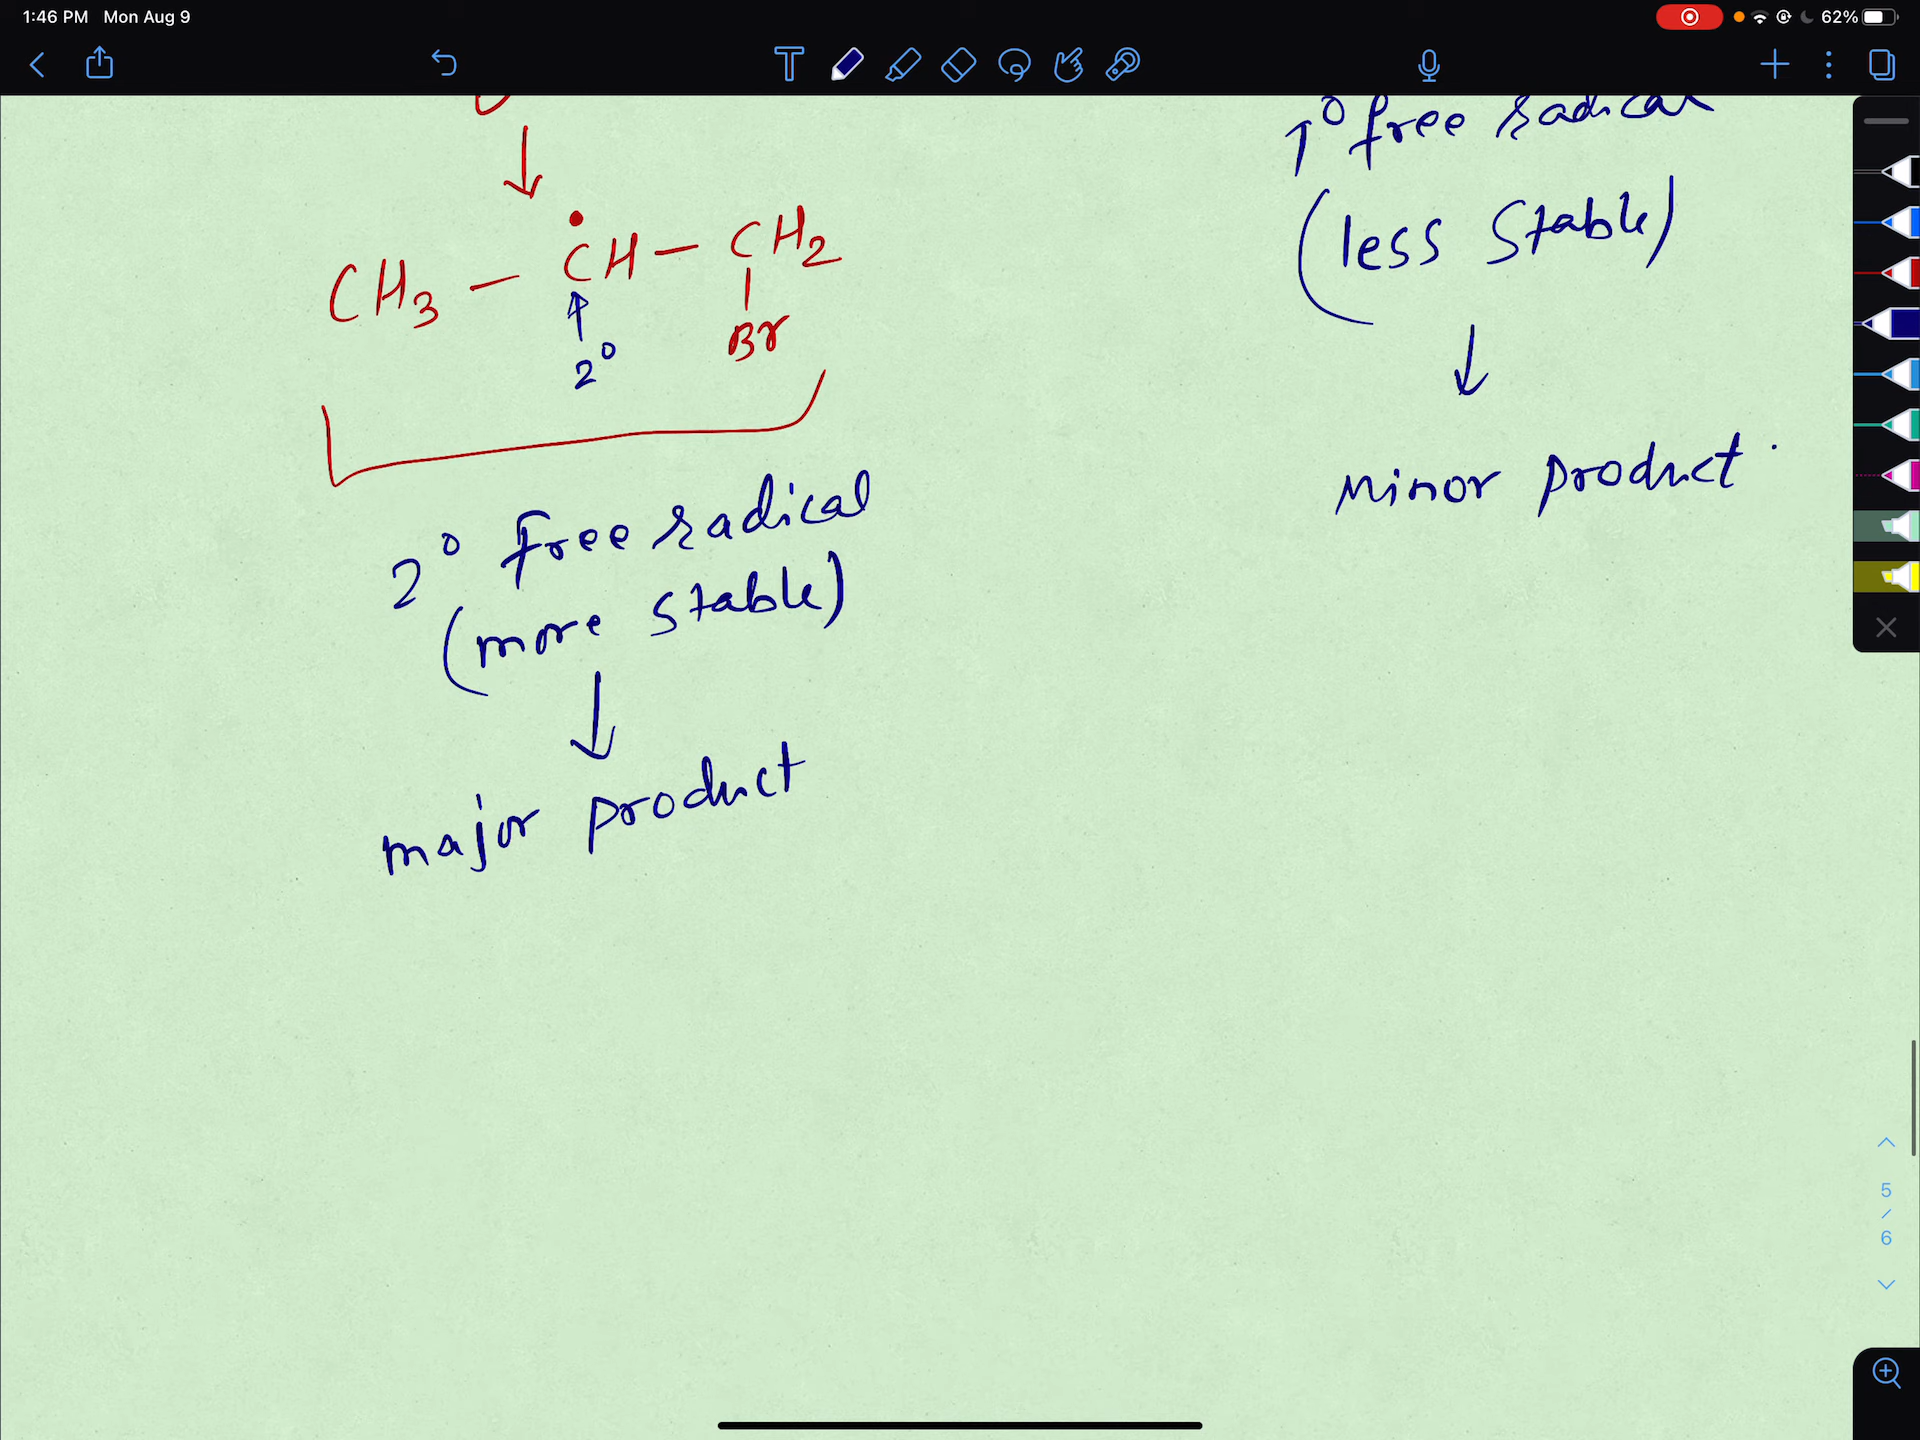 1:46 PM Mon Aug 9
62%
1° free radical
(less stable)
CH3 — ĊH — CH2
Br
2°
Minor product.
2° free radical
(more stable)
major product
5
/
6